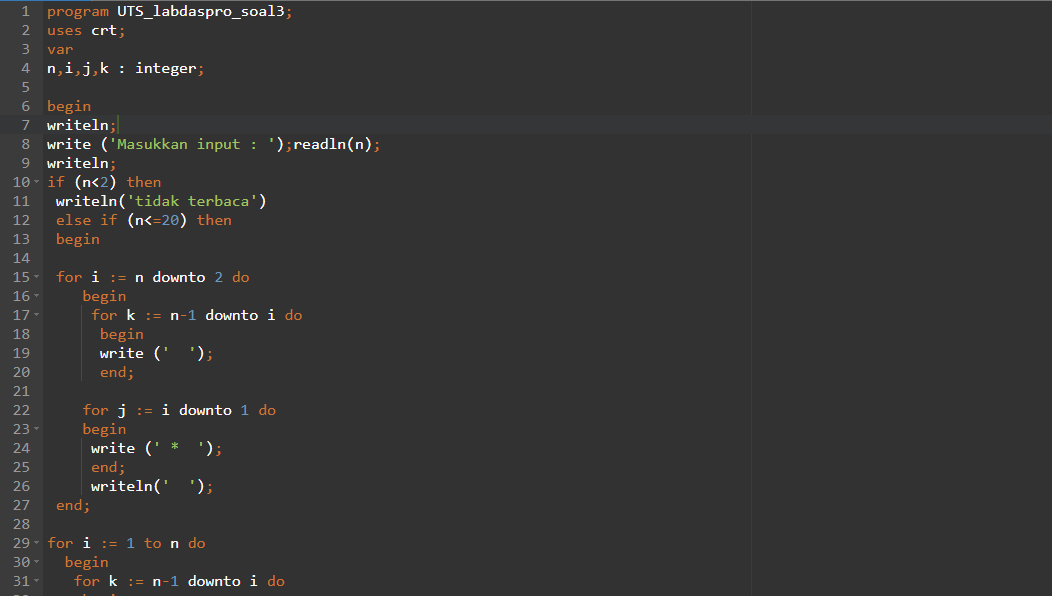 1 program UTS_labdaspro_soal3;
2 uses crt;
3 var
4 n,i,j,k : integer;
5
6 begin
7 writeln;
8 write ('Masukkan input : ');readln(n);
9 writeln;
10 if (n<2) then
11  writeln('tidak terbaca')
12  else if (n<=20) then
13  begin
14
15  for i := n downto 2 do
16     begin
17      for k := n-1 downto i do
18       begin
19       write ('  ');
20       end;
21
22     for j := i downto 1 do
23     begin
24      write (' *  ');
25      end;
26      writeln('  ');
27  end;
28
29 for i := 1 to n do
30   begin
31    for k := n-1 downto i do